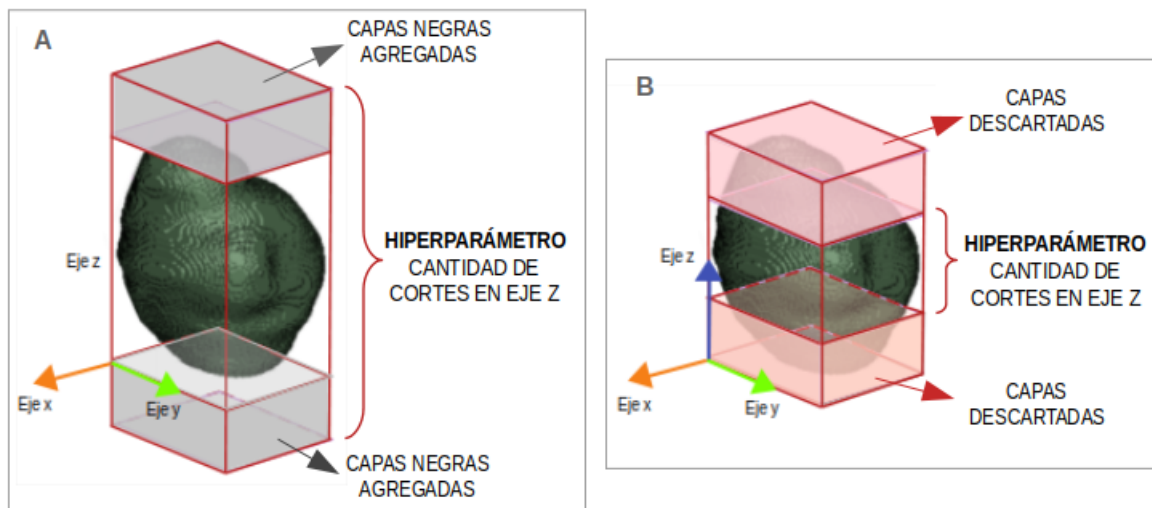 A
CAPAS NEGRAS
AGREGADAS
HIPERPARÁMETRO
CANTIDAD DE
CORTES EN EJE Z
Eje z
Eje x
Eje y
CAPAS NEGRAS
AGREGADAS
B
CAPAS
DESCARTADAS
HIPERPARÁMETRO
CANTIDAD DE
CORTES EN EJE Z
Eje z
Eje x
Eje y
CAPAS
DESCARTADAS